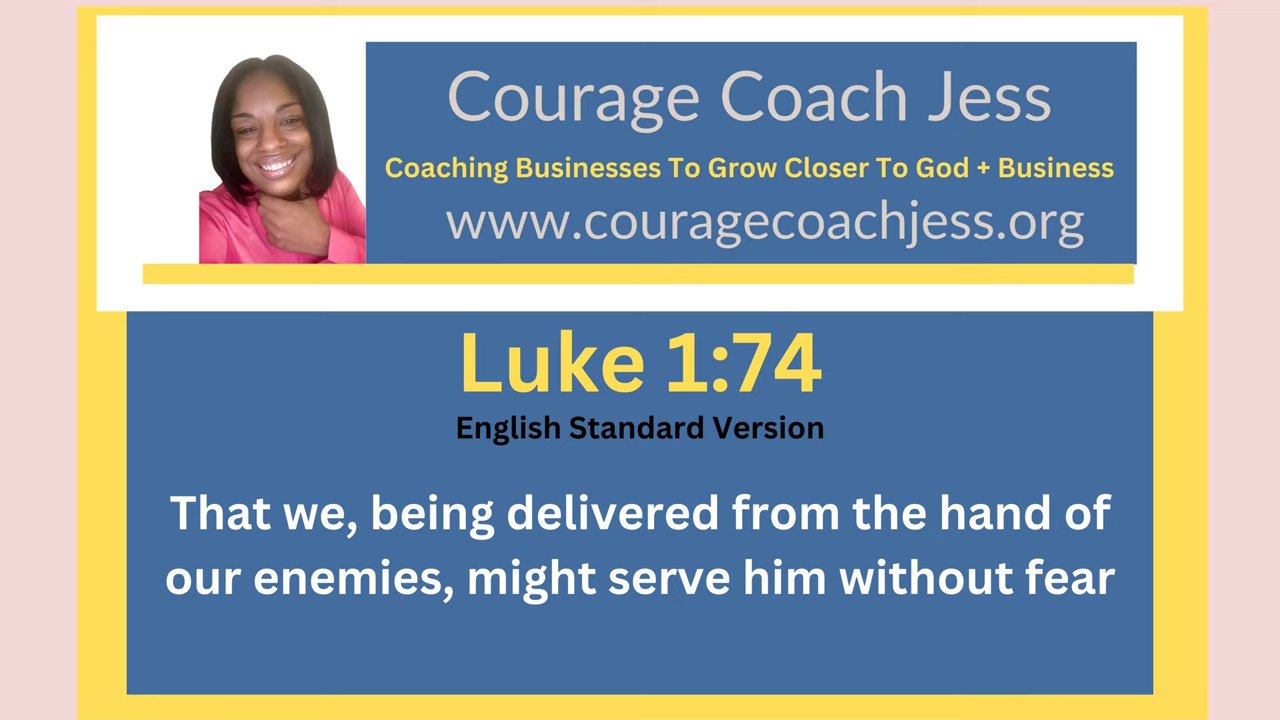 Courage Coach Jess
Coaching Businesses To Grow Closer To God + Business
www.couragecoachjess.org
Luke 1:74
English Standard Version
That we, being delivered from the hand of
our enemies, might serve him without fear